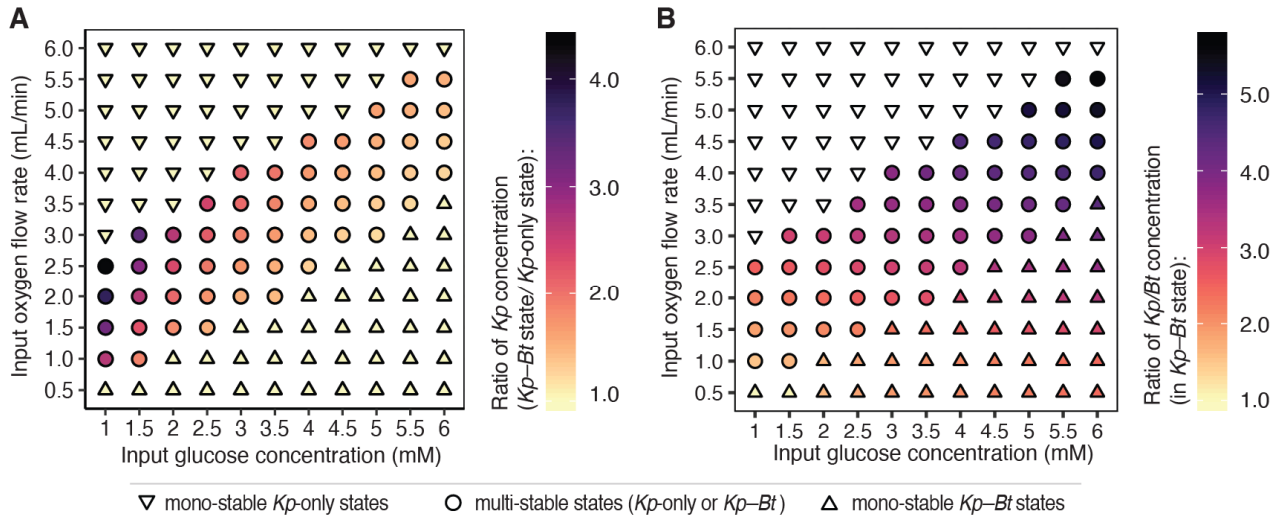 A
Input oxygen flow rate (mL/min)
6.0
5.5
5.0
4.5
4.0
3.5
3.0
2.5
2.0
1.5
1.0
0.5
1 1.5 2 2.5 3 3.5 4 4.5 5 5.5 6
Input glucose concentration (mM)
Ratio of Kp concentration
(Kp–Bt state/ Kp-only state):
4.0
3.0
2.0
1.0
B
Input oxygen flow rate (mL/min)
6.0
5.5
5.0
4.5
4.0
3.5
3.0
2.5
2.0
1.5
1.0
0.5
1 1.5 2 2.5 3 3.5 4 4.5 5 5.5 6
Input glucose concentration (mM)
Ratio of Kp/Bt concentration
(in Kp–Bt state):
5.0
4.0
3.0
2.0
1.0
mono-stable Kp-only states
multi-stable states (Kp-only or Kp–Bt)
mono-stable Kp–Bt states